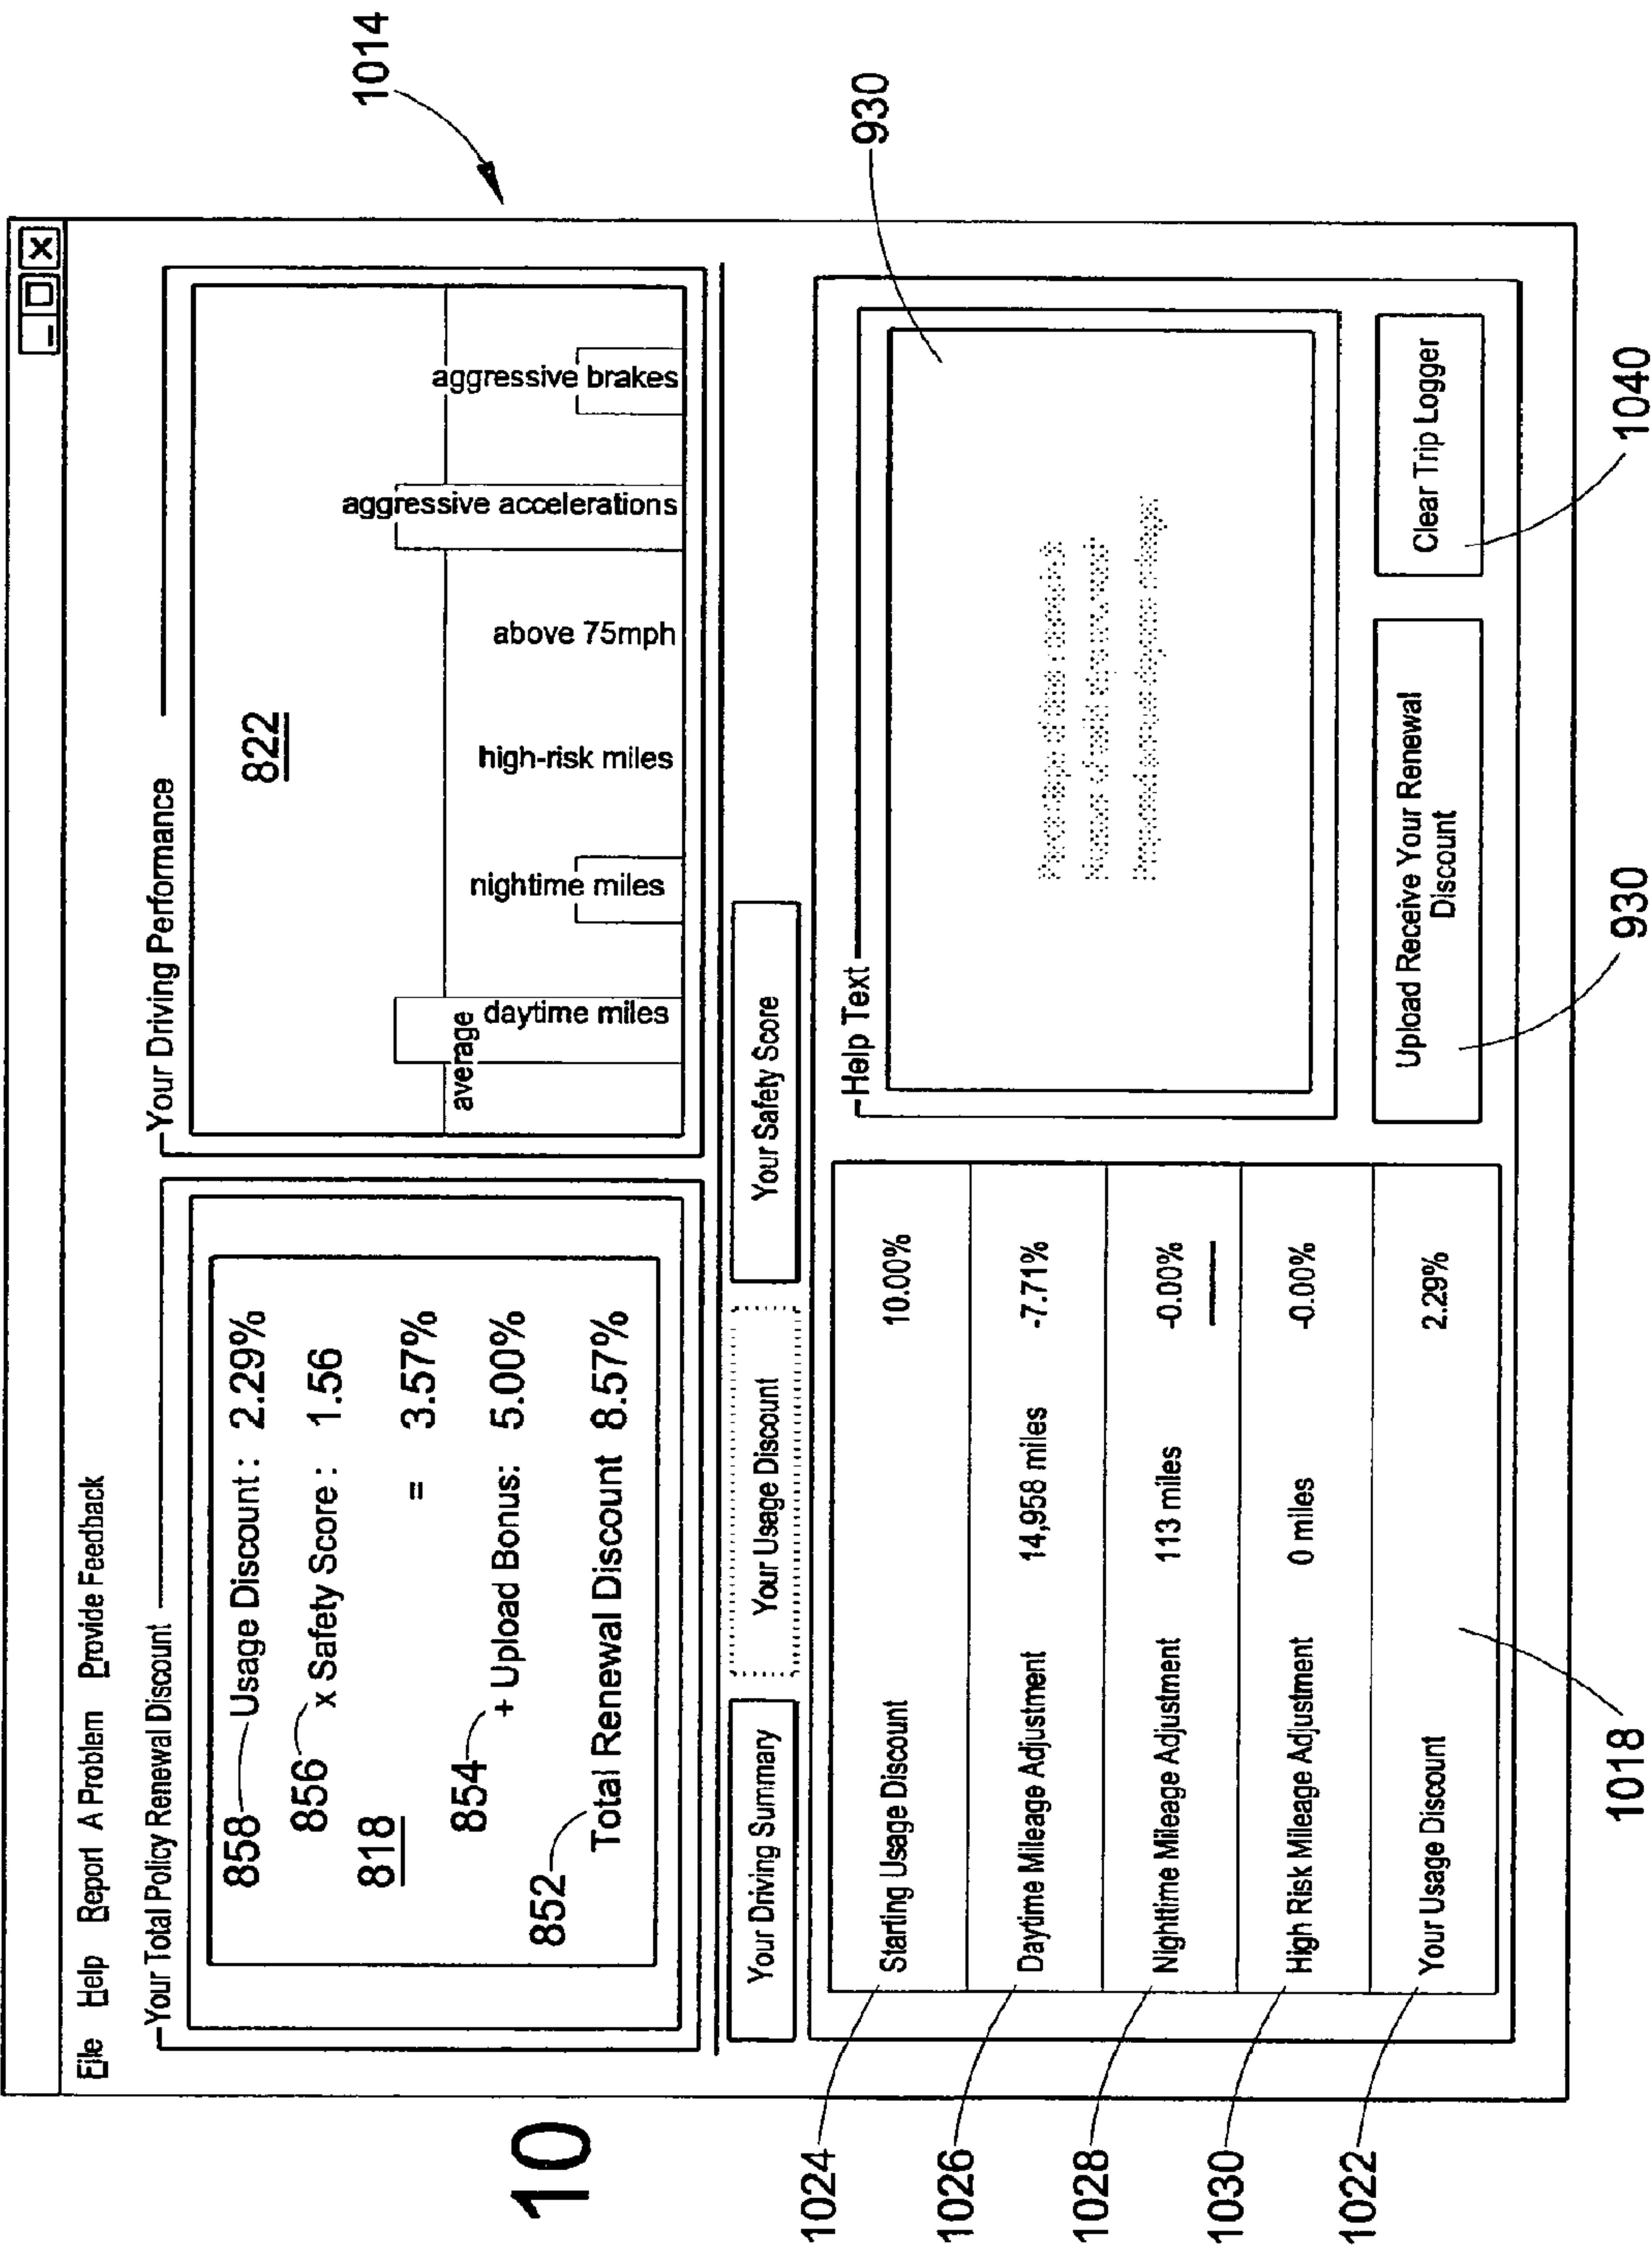 10
1014
File Help Report A Problem Provide Feedback
Your Total Policy Renewal Discount
858 Usage Discount: 2.29%
856 x Safety Score: 1.56
818 = 3.57%
854 + Upload Bonus: 5.00%
852 Total Renewal Discount 8.57%
Your Driving Performance
822
average
daytime miles
nightime miles
high-risk miles
above 75mph
aggressive accelerations
aggressive brakes
Your Driving Summary
Your Usage Discount
Your Safety Score
1024 Starting Usage Discount 10.00%
1026 Daytime Mileage Adjustment 14,958 miles -7.71%
1028 Nighttime Mileage Adjustment 113 miles -0.00%
1030 High Risk Mileage Adjustment 0 miles -0.00%
1022 Your Usage Discount 2.29%
1018
Help Text
930
Upload Receive Your Renewal
Discount
930
Clear Trip Logger
1040